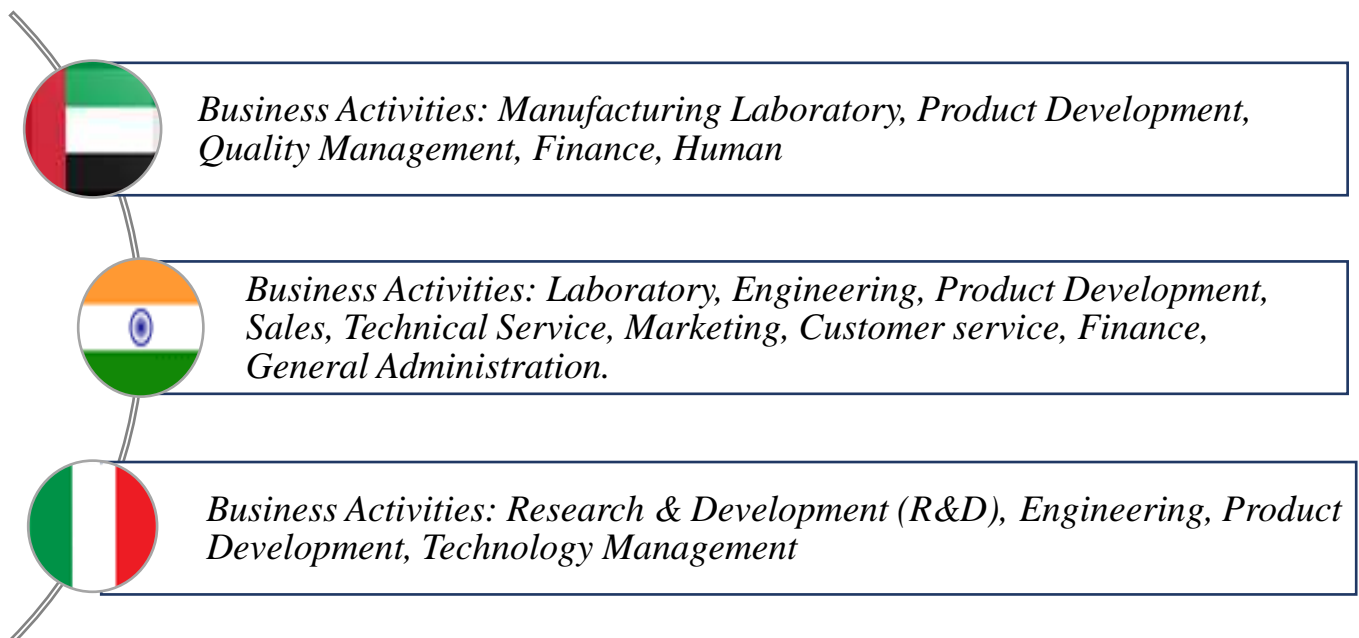 Business Activities: Manufacturing Laboratory, Product Development,
Quality Management, Finance, Human
Business Activities: Laboratory, Engineering, Product Development,
Sales, Technical Service, Marketing, Customer service, Finance,
General Administration.
Business Activities: Research & Development (R&D), Engineering, Product
Development, Technology Management